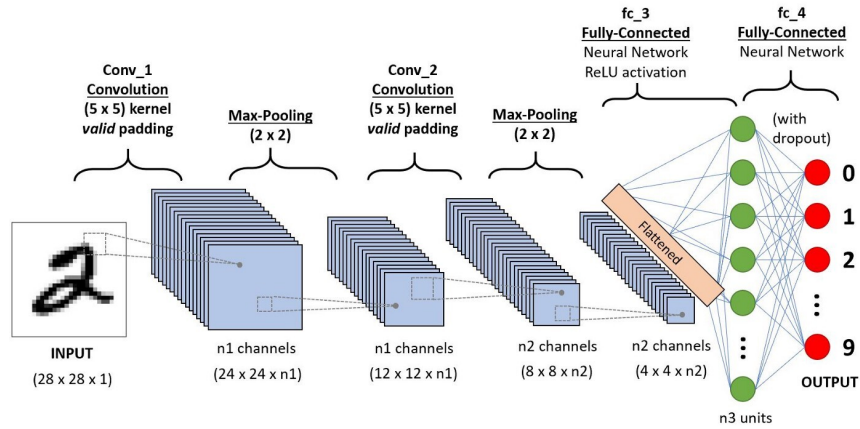 fc_3
Fully-Connected
Neural Network
ReLU activation
fc_4
Fully-Connected
Neural Network
Conv_1
Convolution
(5 x 5) kernel
valid padding
Max-Pooling
(2 x 2)
Conv_2
Convolution
(5 x 5) kernel
valid padding
Max-Pooling
(2 x 2)
(with
dropout)
Flattened
0
1
2
9
INPUT
(28 x 28 x 1)
n1 channels
(24 x 24 x n1)
n1 channels
(12 x 12 x n1)
n2 channels
(8 x 8 x n2)
n2 channels
(4 x 4 x n2)
OUTPUT
n3 units
2